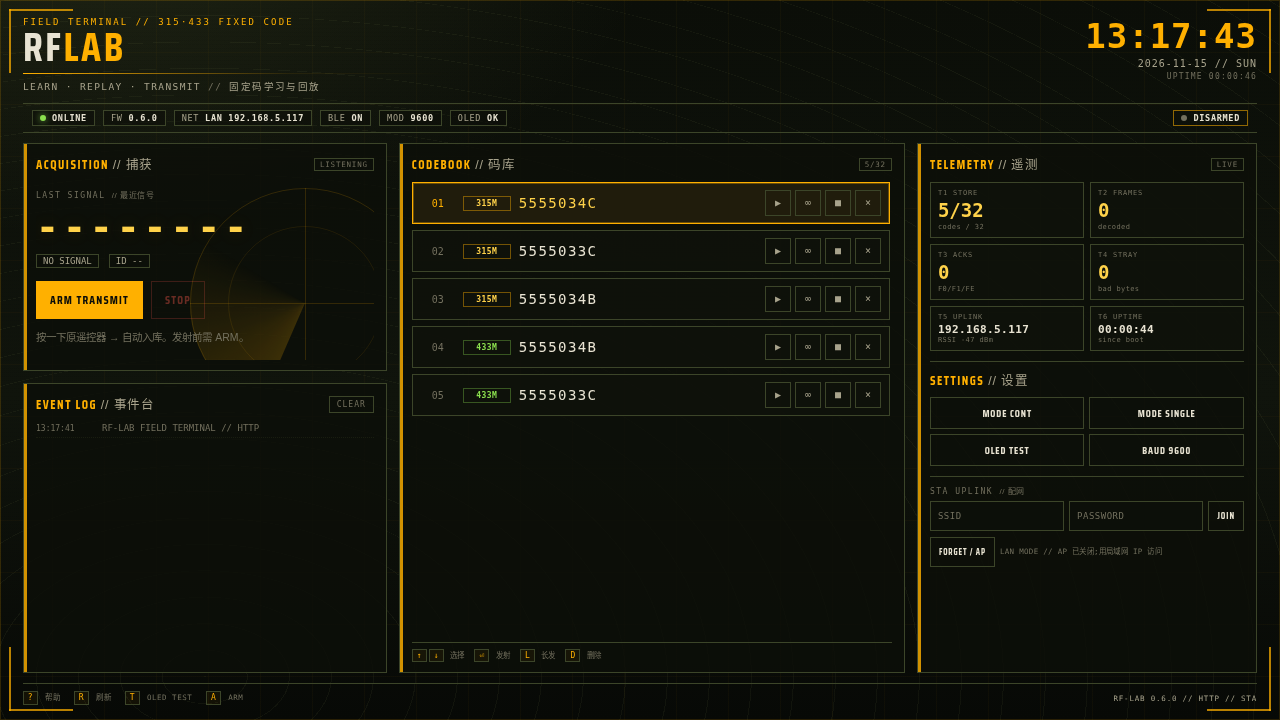 FIELD TERMINAL // 315·433 FIXED CODE
RFLAB
LEARN · REPLAY · TRANSMIT // 固定码学习与回放
13:17:43
2026-11-15 // SUN
UPTIME 00:00:46
ONLINE FW 0.6.0 NET LAN 192.168.5.117 BLE ON MOD 9600 OLED OK DISARMED
ACQUISITION // 捕获 LISTENING
LAST SIGNAL // 最近信号
--------
NO SIGNAL ID --
ARM TRANSMIT STOP
按一下原遥控器 → 自动入库。发射前需 ARM。
EVENT LOG // 事件台 CLEAR
13:17:41 RF-LAB FIELD TERMINAL // HTTP
CODEBOOK // 码库 5/32
01 315M 5555034C ▶ ∞ ■ ×
02 315M 5555033C ▶ ∞ ■ ×
03 315M 5555034B ▶ ∞ ■ ×
04 433M 5555034B ▶ ∞ ■ ×
05 433M 5555033C ▶ ∞ ■ ×
↑ ↓ 选择 ⏎ 发射 L 长发 D 删除
TELEMETRY // 遥测 LIVE
T1 STORE
5/32
codes / 32
T2 FRAMES
0
decoded
T3 ACKS
0
F0/F1/FE
T4 STRAY
0
bad bytes
T5 UPLINK
192.168.5.117
RSSI -47 dBm
T6 UPTIME
00:00:44
since boot
SETTINGS // 设置
MODE CONT MODE SINGLE
OLED TEST BAUD 9600
STA UPLINK // 配网
SSID PASSWORD JOIN
FORGET / AP LAN MODE // AP 已关闭;用局域网 IP 访问
? 帮助 R 刷新 T OLED TEST A ARM
RF-LAB 0.6.0 // HTTP // STA